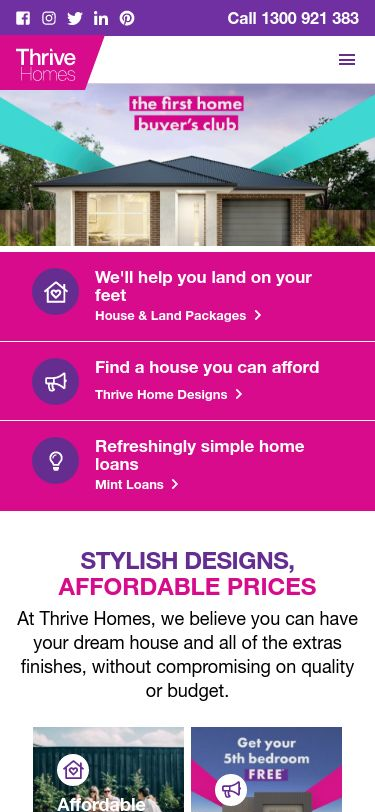 Call 1300 921 383
Thrive
Homes
the first home
buyer's club
We'll help you land on your
feet
House & Land Packages
Find a house you can afford
Thrive Home Designs
Refreshingly simple home
loans
Mint Loans
STYLISH DESIGNS,
AFFORDABLE PRICES
At Thrive Homes, we believe you can have
your dream house and all of the extras
finishes, without compromising on quality
or budget.
Affordable
Get your
5th bedroom
FREE*